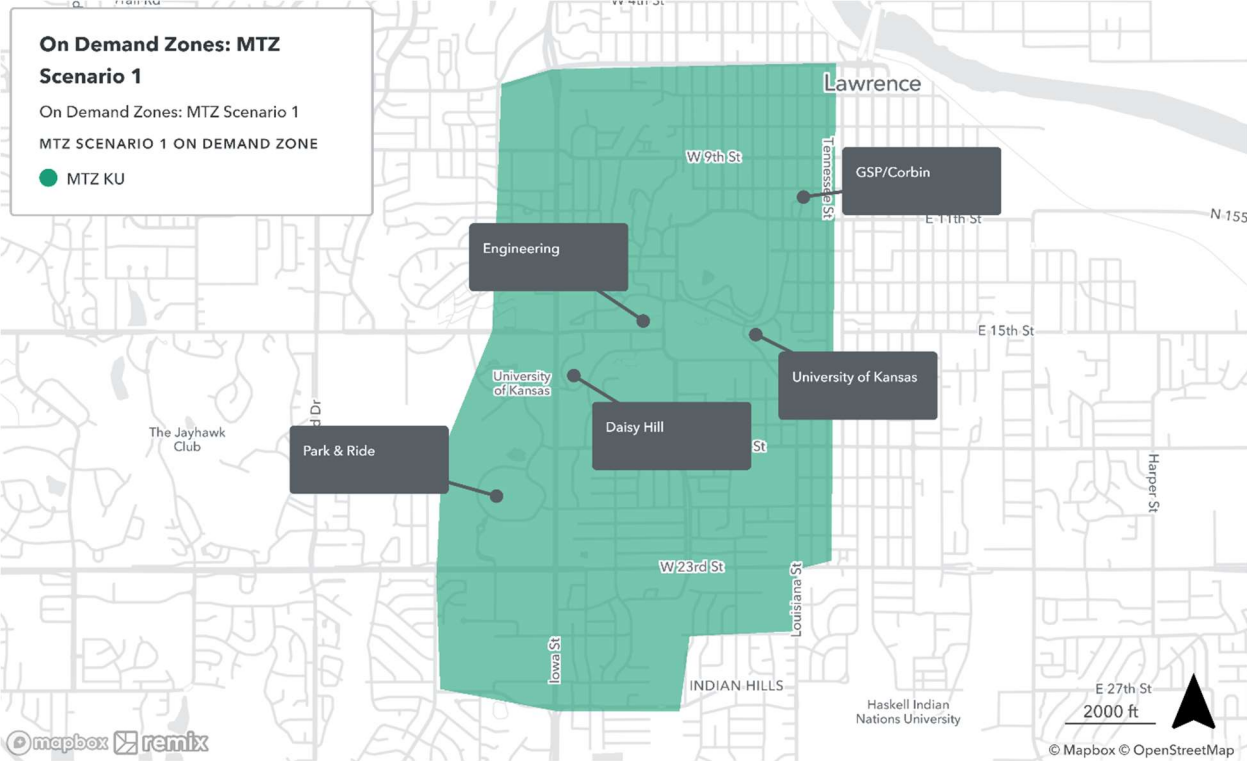 On Demand Zones: MTZ
Scenario 1
On Demand Zones: MTZ Scenario 1
MTZ SCENARIO 1 ON DEMAND ZONE
MTZ KU
W 4th St
Lawrence
W 9th St
Tennessee St
GSP/Corbin
E 11th St
N 155
Engineering
E 15th St
University
of Kansas
University of Kansas
Daisy Hill
St
The Jayhawk
Club
d Dr
Park & Ride
Harper St
W 23rd St
Louisiana St
Iowa St
INDIAN HILLS
Haskell Indian
Nations University
E 27th St
2000 ft
mapbox remix
© Mapbox © OpenStreetMap